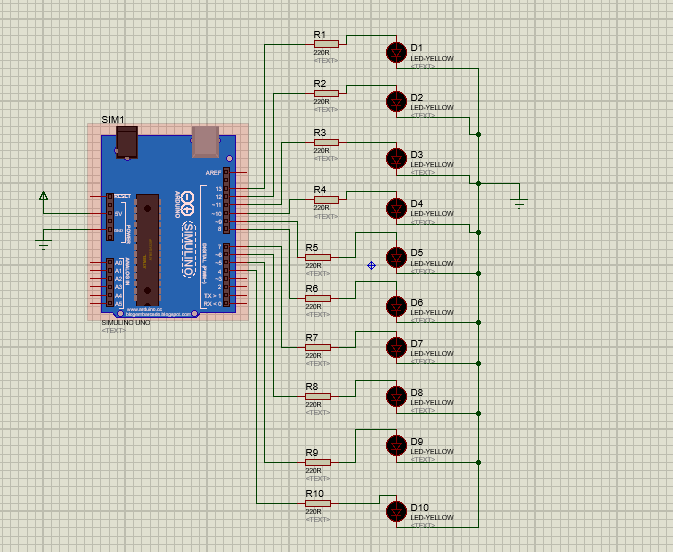 SIM1
AREF
13
12
~11
~10
~9
8
7
~6
~5
4
~3
2
TX > 1
RX < 0
RESET
5V
GND
POWER
ANALOG IN
A0
A1
A2
A3
A4
A5
ARDUINO
SIMULINO
DIGITAL (PWM~)
www.arduino.cc
blogembarcado.blogspot.com
SIMULINO UNO
<TEXT>
R1
220R
<TEXT>
D1
LED-YELLOW
<TEXT>
R2
220R
<TEXT>
D2
LED-YELLOW
<TEXT>
R3
220R
<TEXT>
D3
LED-YELLOW
<TEXT>
R4
220R
<TEXT>
D4
LED-YELLOW
<TEXT>
R5
220R
<TEXT>
D5
LED-YELLOW
<TEXT>
R6
220R
<TEXT>
D6
LED-YELLOW
<TEXT>
R7
220R
<TEXT>
D7
LED-YELLOW
<TEXT>
R8
220R
<TEXT>
D8
LED-YELLOW
<TEXT>
R9
220R
<TEXT>
D9
LED-YELLOW
<TEXT>
R10
220R
<TEXT>
D10
LED-YELLOW
<TEXT>